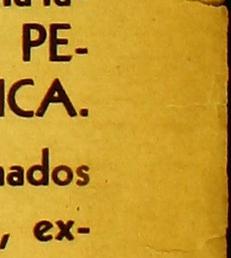 PE-
ICA.
nados
, ex-